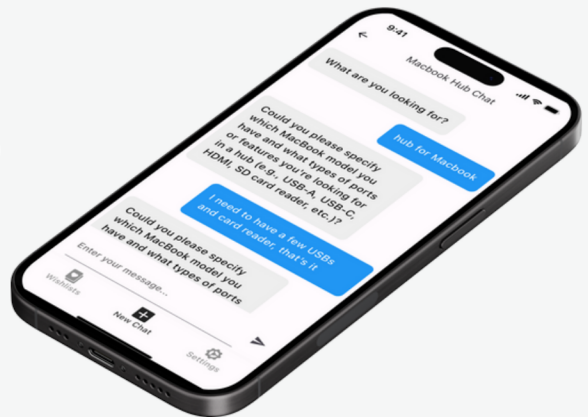 9:41
Macbook Hub Chat
What are you looking for?
hub for Macbook
Could you please specify
which MacBook model you
have and what types of ports
or features you're looking for
in a hub (e.g., USB-A, USB-C,
HDMI, SD card reader, etc.)?
I need to have a few USBs
and card reader, that's it
Could you please specify
which MacBook model you
have and what types of ports
Enter your message...
Wishlists
New Chat
Settings